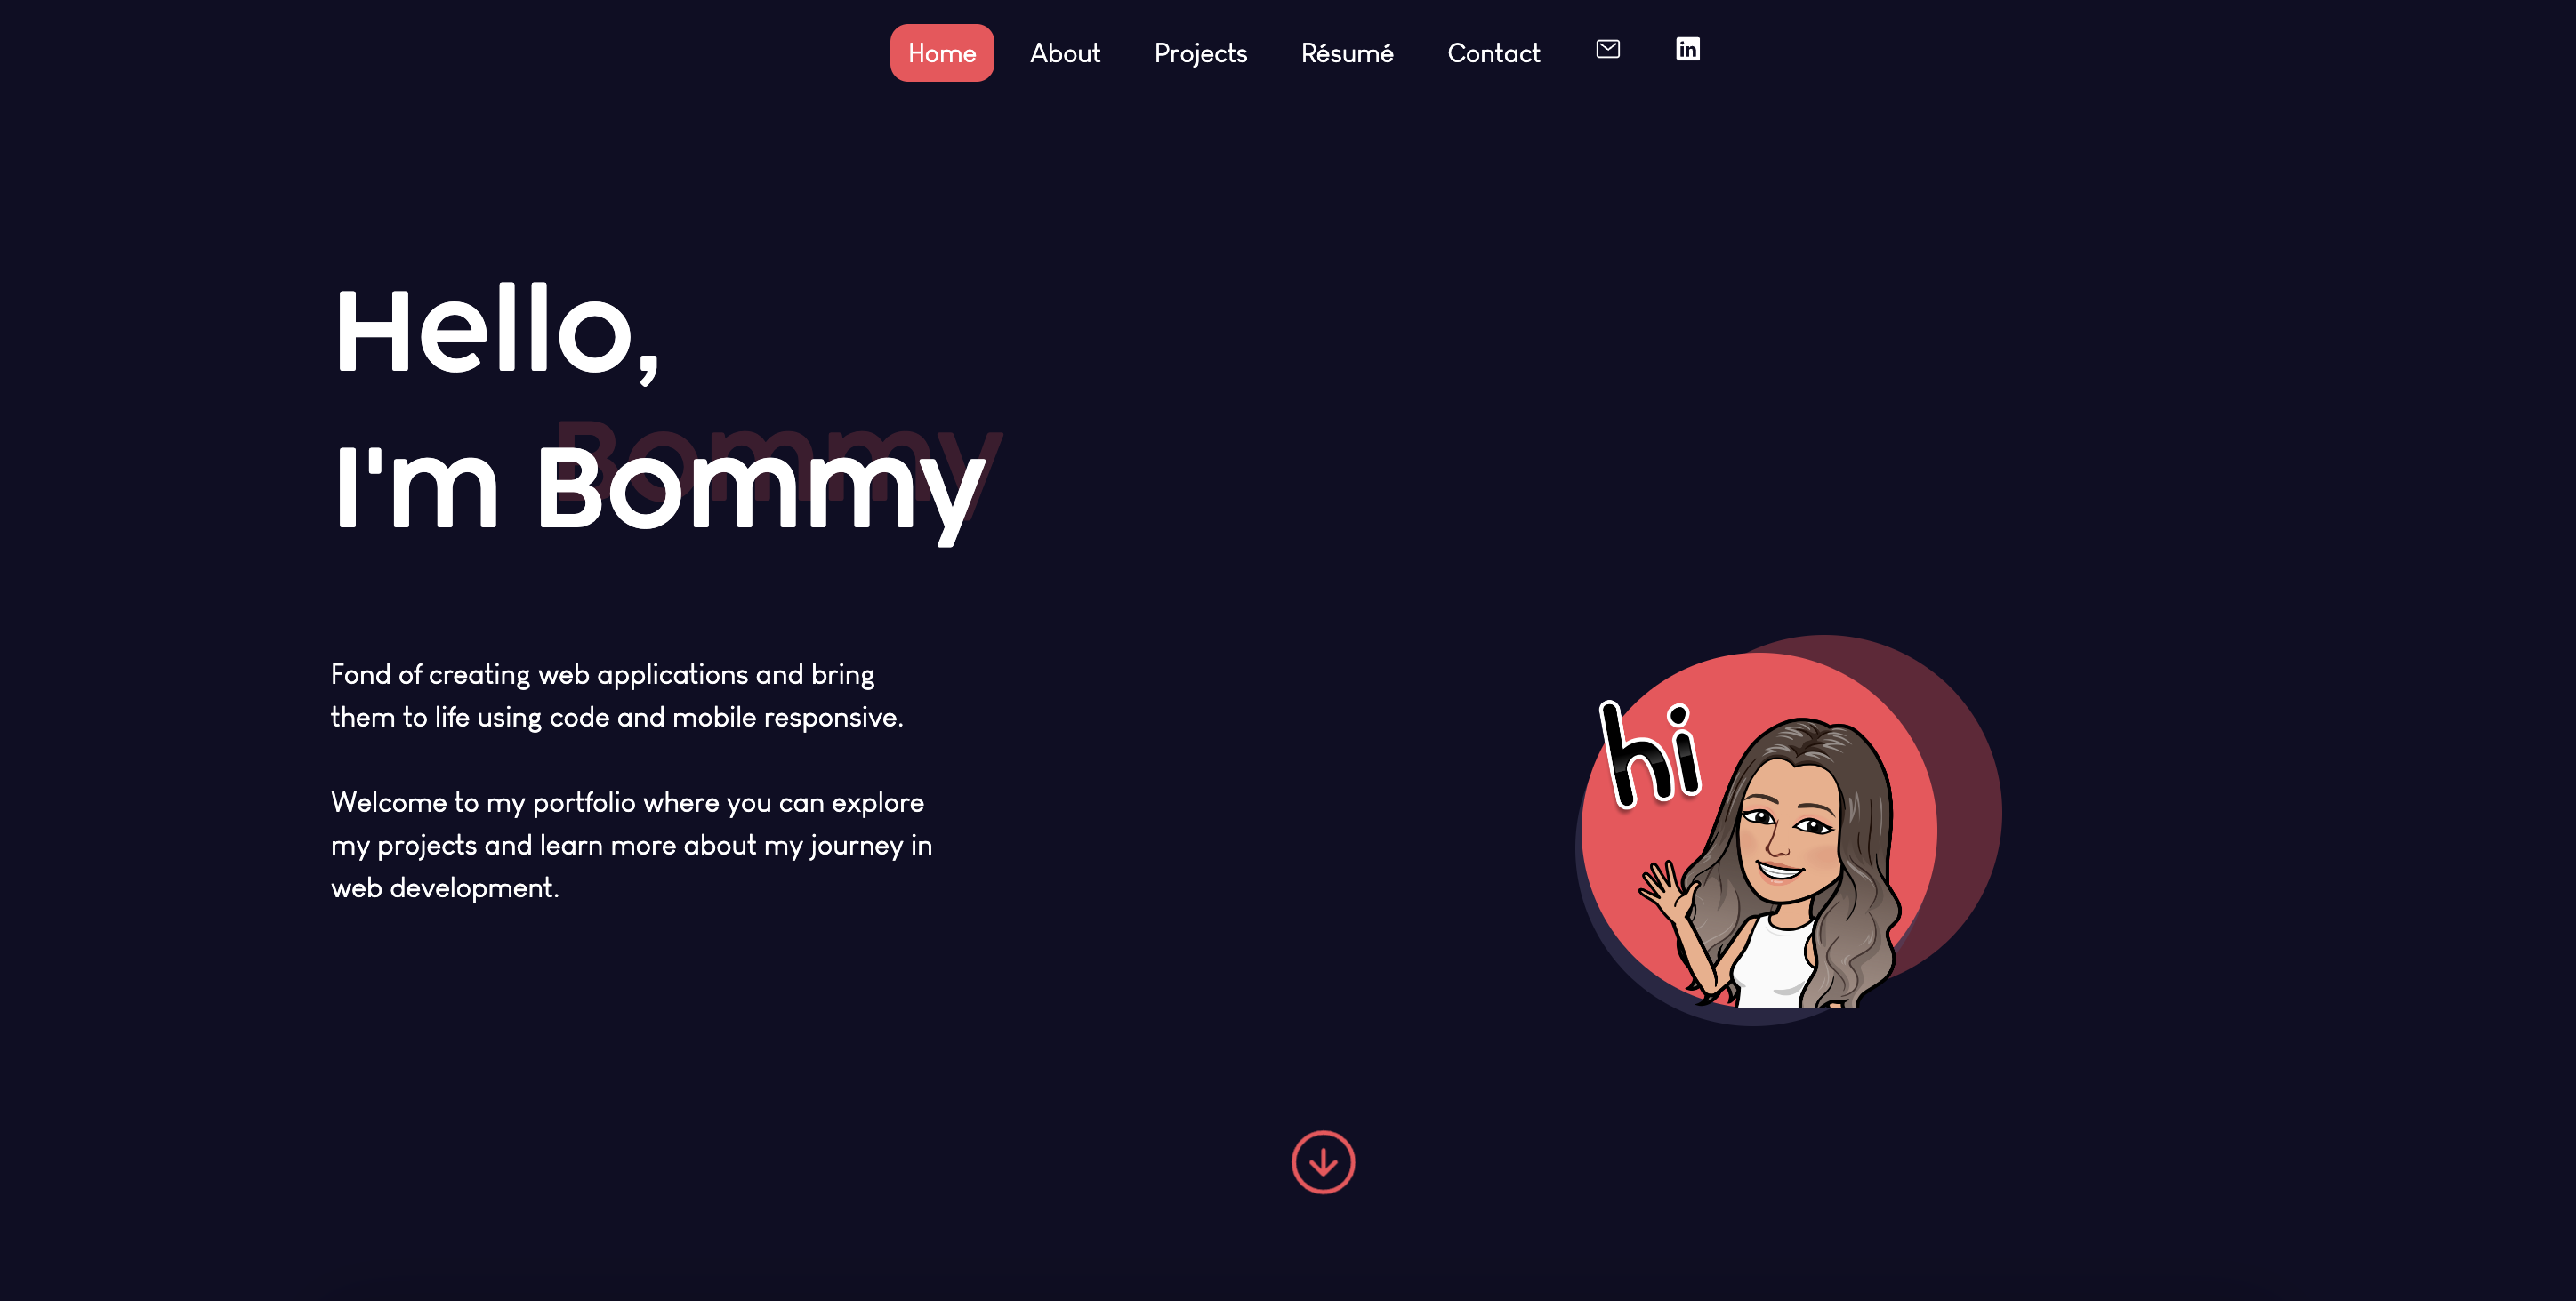 Home About Projects Résumé Contact in
Hello,
Bommy
I'm Bommy
Fond of creating web applications and bring
them to life using code and mobile responsive.
Welcome to my portfolio where you can explore
my projects and learn more about my journey in
web development.
hi